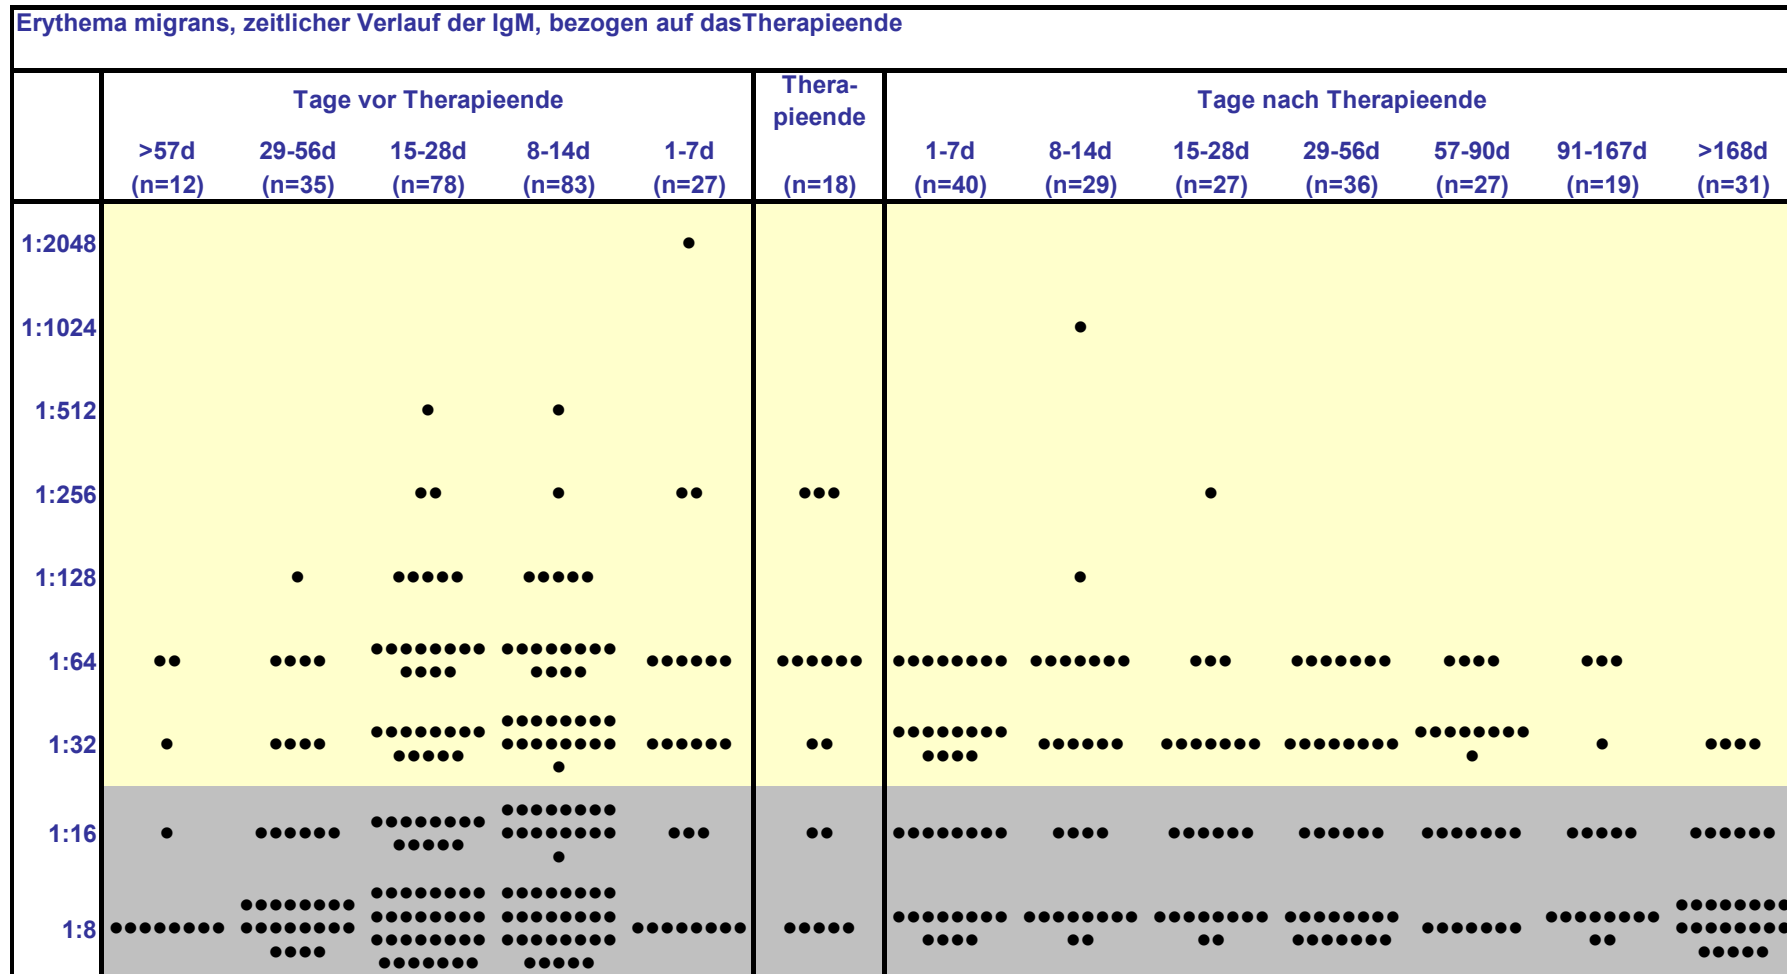 Erythema migrans, zeitlicher Verlauf der IgM, bezogen auf dasTherapieende
Tage vor Therapieende
Thera-
pieende
Tage nach Therapieende
>57d 29-56d 15-28d 8-14d 1-7d 1-7d 8-14d 15-28d 29-56d 57-90d 91-167d >168d
(n=12) (n=35) (n=78) (n=83) (n=27) (n=18) (n=40) (n=29) (n=27) (n=36) (n=27) (n=19) (n=31)
1:2048
1:1024
1:512
1:256
1:128
1:64
1:32
1:16
1:8